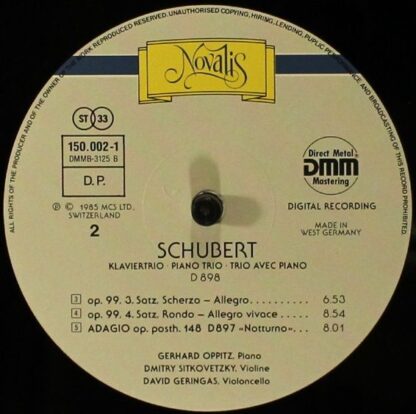 ALL RIGHTS OF THE PRODUCER AND OF THE OWNER OF THE WORK REPRODUCED RESERVED. UNAUTHORISED COPYING, HIRING, LENDING, PUBLIC PERFORMANCE AND BROADCASTING OF THIS RECORD PROHIBITED.
Novalis
ST 33
150.002-1
DMMB-3125 B
D.P.
Direct Metal
DMM
Mastering
Ⓟ © 1985 MCS LTD.
SWITZERLAND
DIGITAL RECORDING
2
MADE IN
WEST GERMANY
SCHUBERT
KLAVIERTRIO · PIANO TRIO · TRIO AVEC PIANO
D 898
3 op. 99. 3. Satz. Scherzo – Allegro.......... 6.53
4 op. 99. 4. Satz. Rondo – Allegro vivace .... 8.54
5 ADAGIO op. posth. 148 D897 »Notturno«... 8.01
GERHARD OPPITZ, Piano
DMITRY SITKOVETZKY, Violine
DAVID GERINGAS, Violoncello